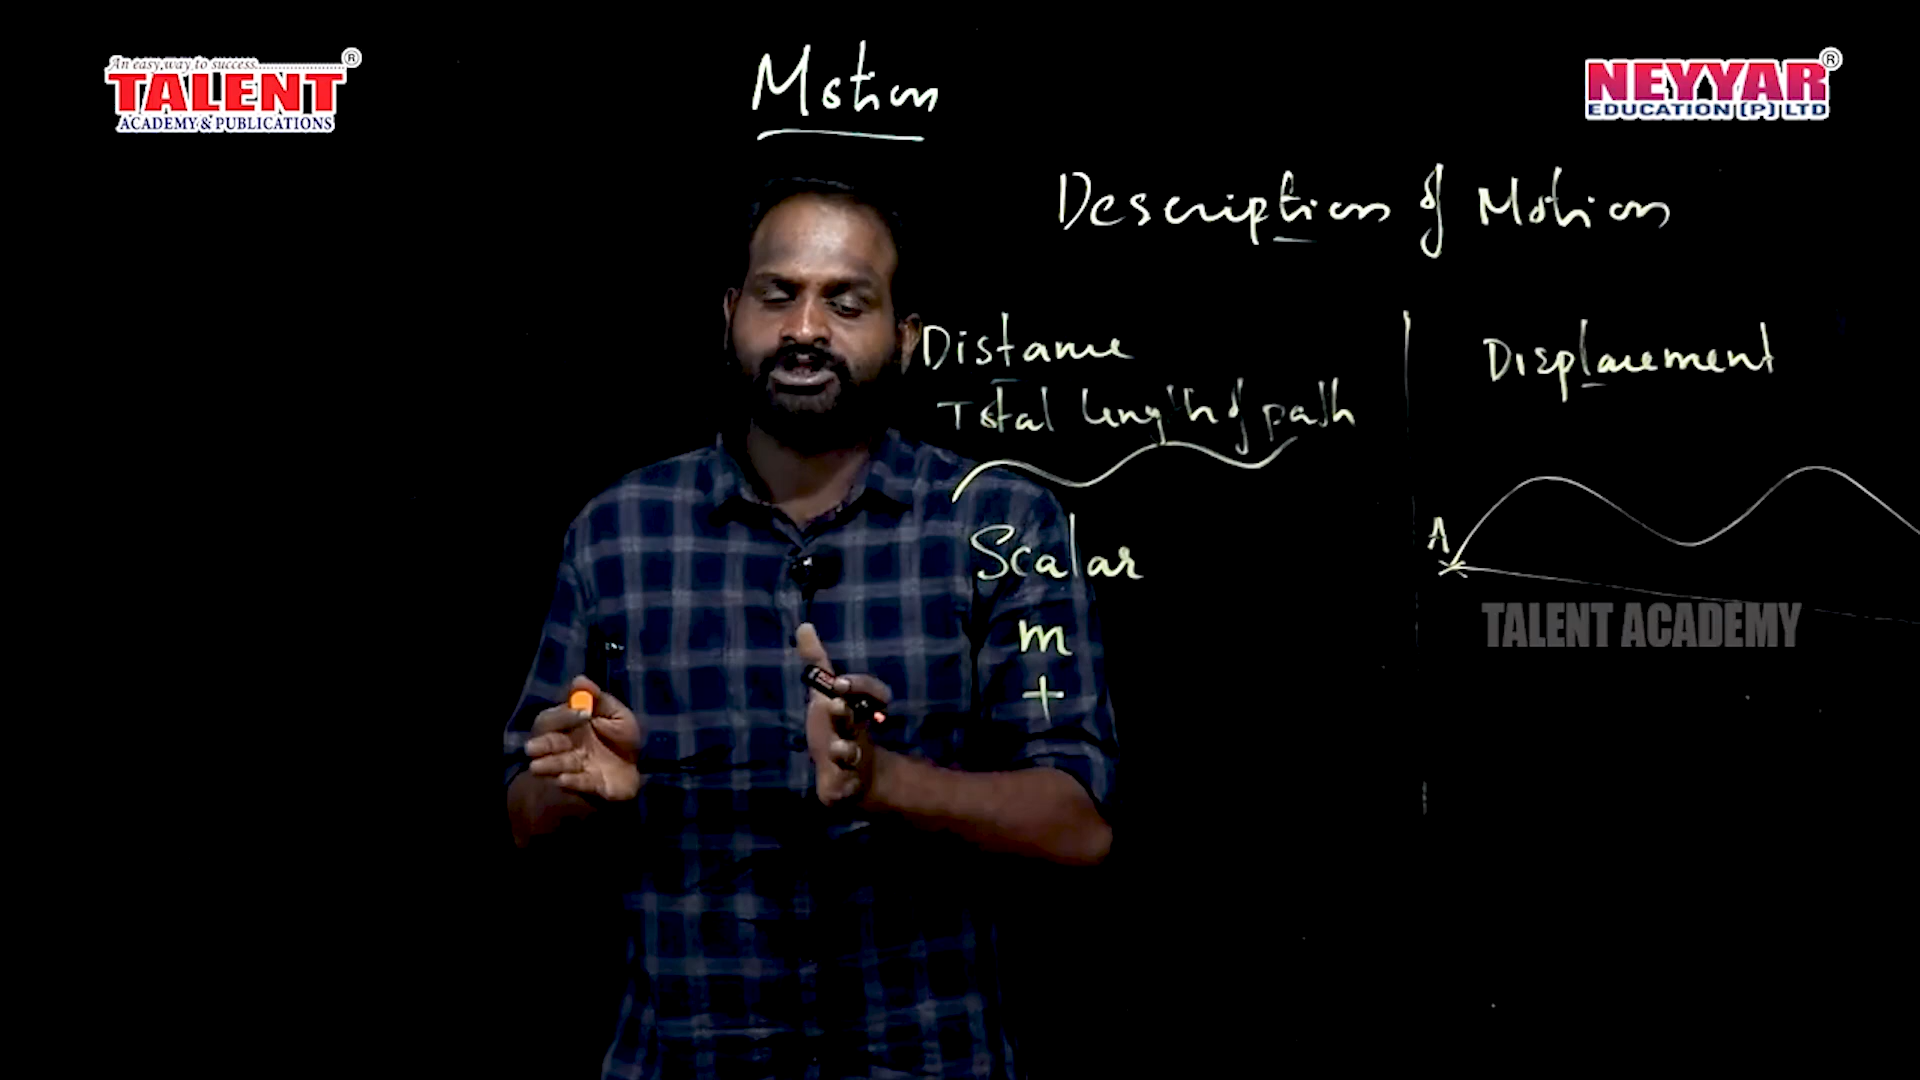 An easy way to success
TALENT
ACADEMY & PUBLICATIONS
®
NEYYAR
EDUCATION (P) LTD
®
Motion
Description of Motion
Distance
Total length of path
Scalar
m
+
Displacement
A
TALENT ACADEMY